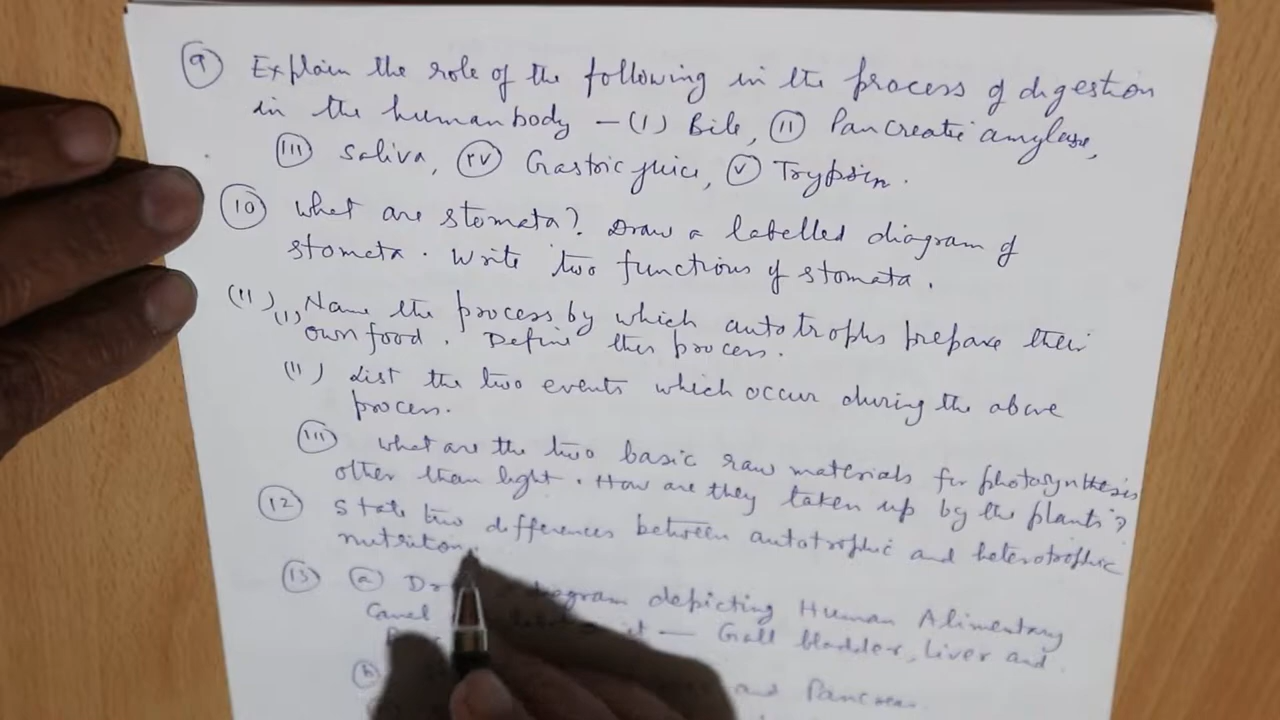 (9) Explain the role of the following in the process of digestion
in the human body – (I) Bile, (II) Pancreatic amylase,
(III) Saliva, (IV) Gastric juice, (V) Trypsin.
(10) What are stomata? Draw a labelled diagram of
stomata. Write two functions of stomata.
(11) (I) Name the process by which autotrophs prepare their
own food. Define this process.
(II) List the two events which occur during the above
process.
(III) What are the two basic raw materials for photosynthesis
other than light. How are they taken up by the plants?
(12) State two differences between autotrophic and heterotrophic
nutrition.
(13) (a) diagram depicting Human Alimentary
Canal it — Gall bladder, Liver and
(b) and Pancreas